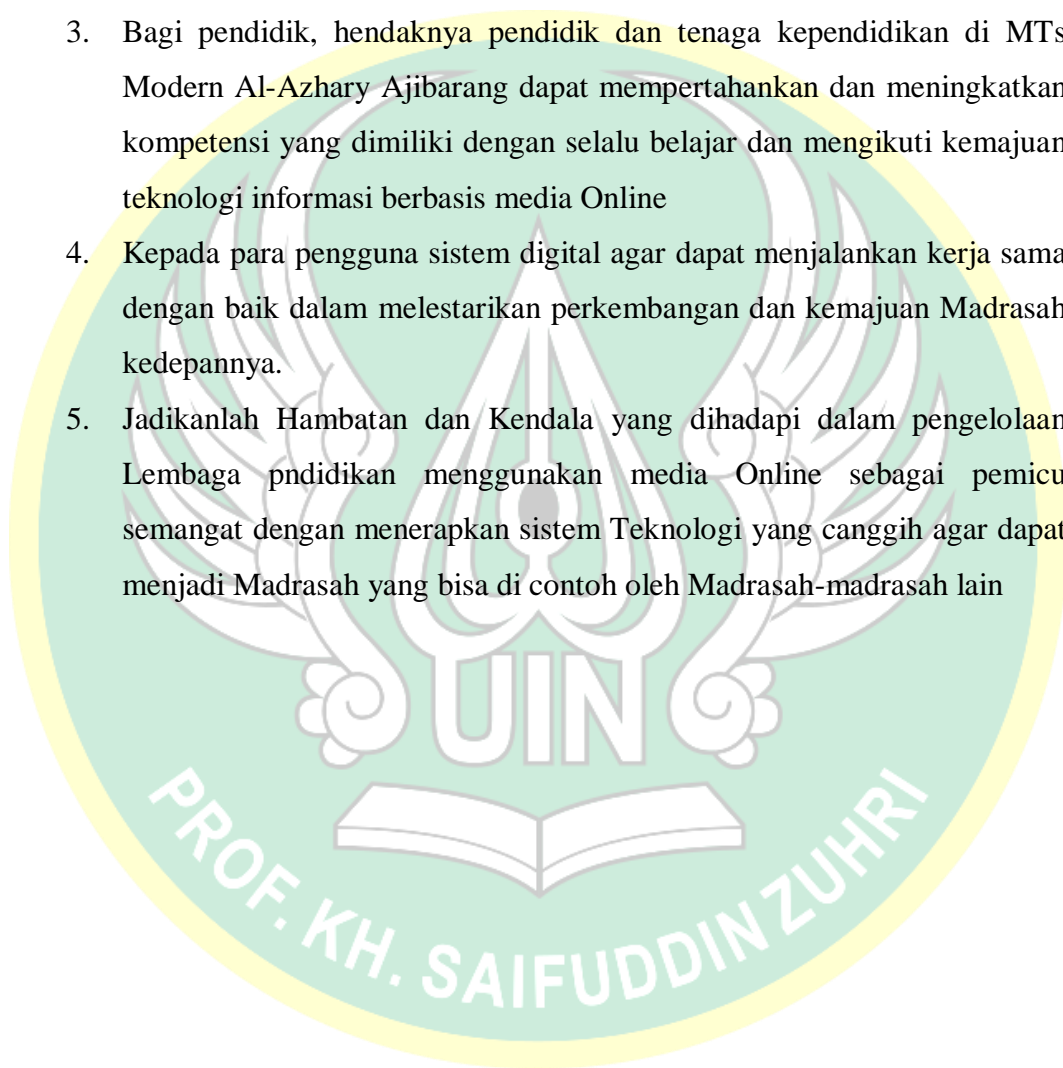 3. Bagi pendidik, hendaknya pendidik dan tenaga kependidikan di MTs
Modern Al-Azhary Ajibarang dapat mempertahankan dan meningkatkan
kompetensi yang dimiliki dengan selalu belajar dan mengikuti kemajuan
teknologi informasi berbasis media Online
4. Kepada para pengguna sistem digital agar dapat menjalankan kerja sama
dengan baik dalam melestarikan perkembangan dan kemajuan Madrasah
kedepannya.
5. Jadikanlah Hambatan dan Kendala yang dihadapi dalam pengelolaan
Lembaga pndidikan menggunakan media Online sebagai pemicu
semangat dengan menerapkan sistem Teknologi yang canggih agar dapat
menjadi Madrasah yang bisa di contoh oleh Madrasah-madrasah lain
UIN
PROF. KH. SAIFUDDIN ZUHRI